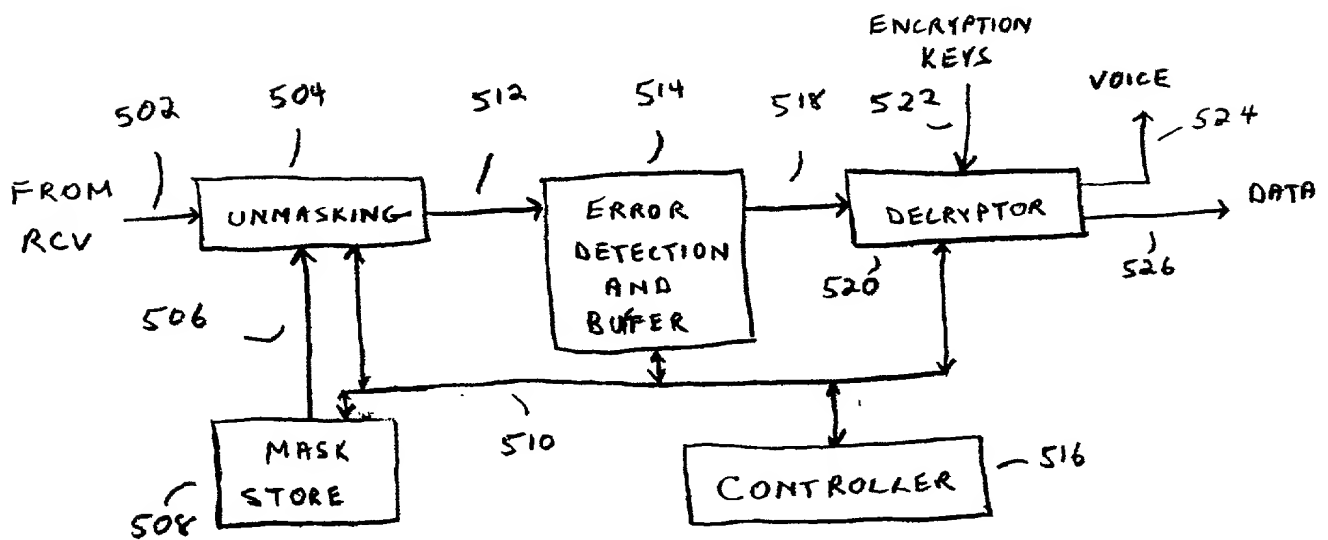 ENCRYPTION
KEYS
VOICE
502
504
512
514
518
522
524
FROM
RCV
UNMASKING
ERROR
DETECTION
AND
BUFFER
DECRYPTOR
DATA
526
520
506
510
MASK
STORE
508
CONTROLLER
516